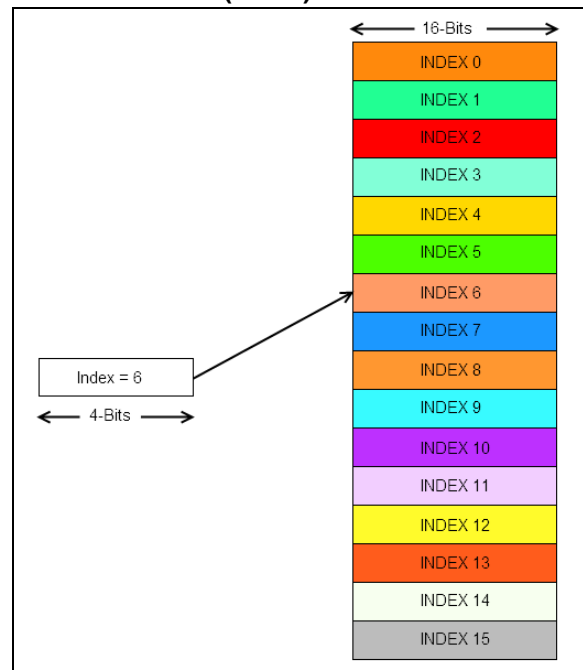 16-Bits
INDEX 0
INDEX 1
INDEX 2
INDEX 3
INDEX 4
INDEX 5
INDEX 6
INDEX 7
INDEX 8
INDEX 9
INDEX 10
INDEX 11
INDEX 12
INDEX 13
INDEX 14
INDEX 15
Index = 6
4-Bits